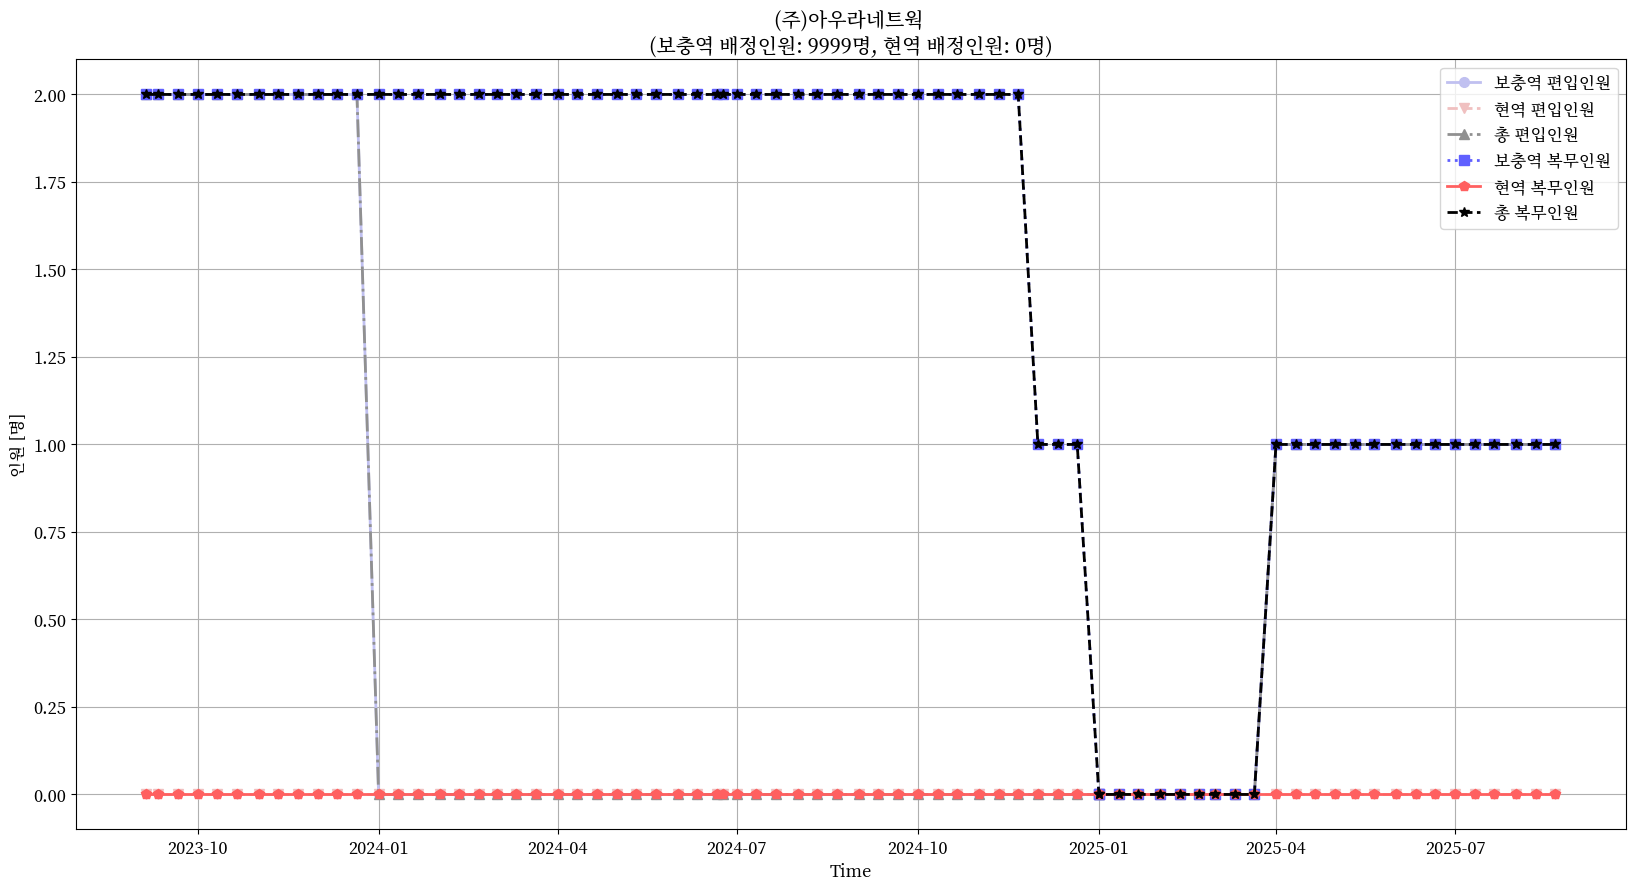 (주)아우라네트웍
(보충역 배정인원: 9999명, 현역 배정인원: 0명)
보충역 편입인원
현역 편입인원
총 편입인원
보충역 복무인원
현역 복무인원
총 복무인원
2.00
1.75
1.50
1.25
1.00
0.75
0.50
0.25
0.00
인원 [명]
2023-10 2024-01 2024-04 2024-07 2024-10 2025-01 2025-04 2025-07
Time